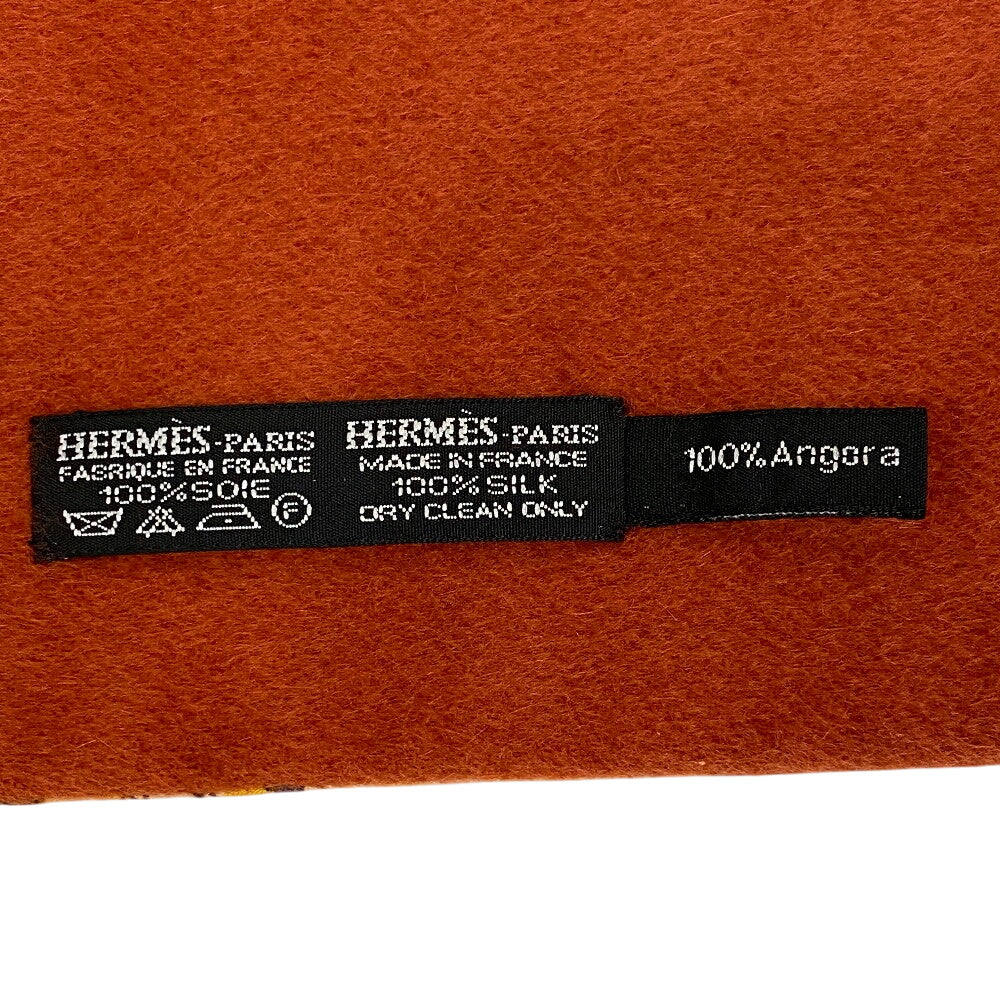 HERMÈS-PARIS
FABRIQUE EN FRANCE
100% SOIE
F
HERMÈS-PARIS
MADE IN FRANCE
100% SILK
DRY CLEAN ONLY
100% Angora